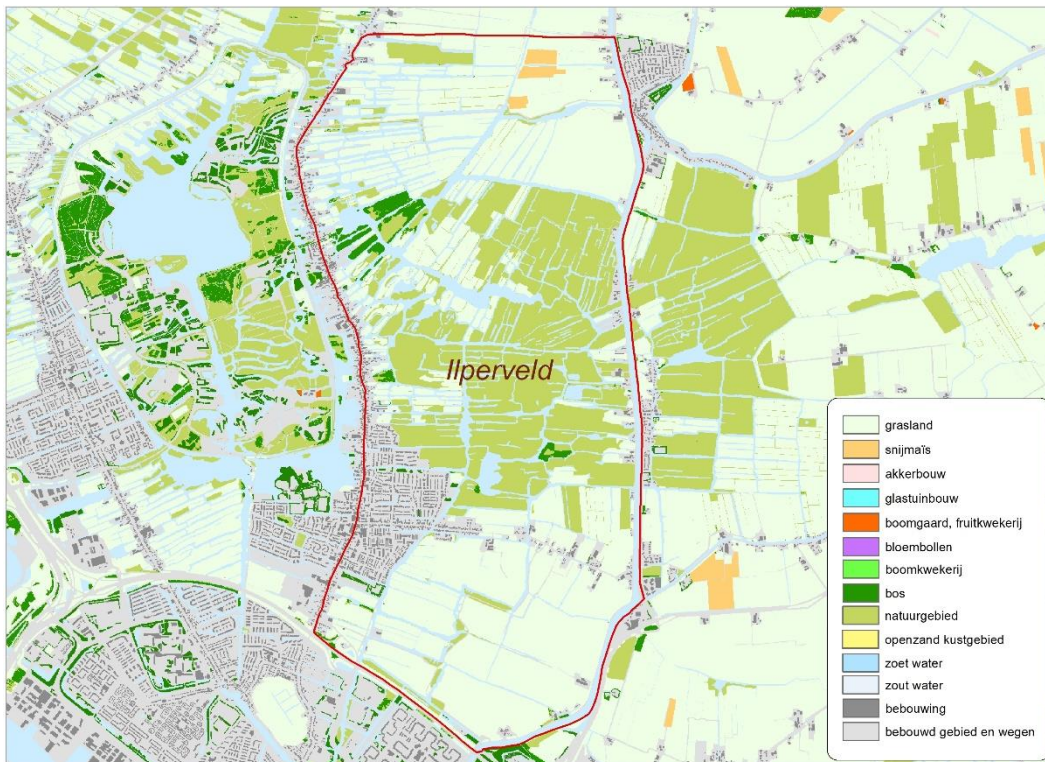 Ilperveld
grasland
snijmaïs
akkerbouw
glastuinbouw
boomgaard, fruitkwekerij
bloembollen
boomkwekerij
bos
natuurgebied
openzand kustgebied
zoet water
zout water
bebouwing
bebouwd gebied en wegen